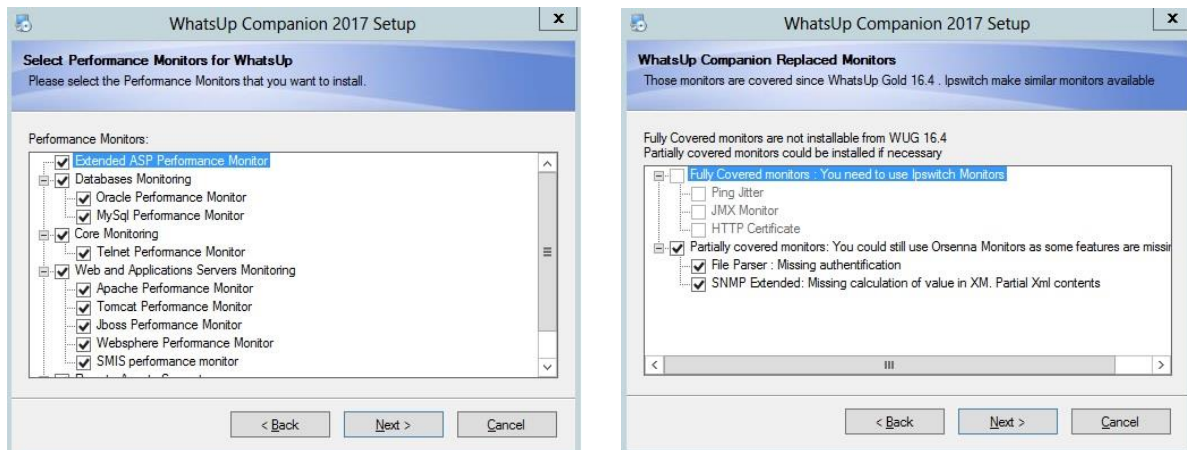 WhatsUp Companion 2017 Setup
x
Select Performance Monitors for WhatsUp
Please select the Performance Monitors that you want to install.
Performance Monitors:
Extended ASP Performance Monitor
Databases Monitoring
Oracle Performance Monitor
MySql Performance Monitor
Core Monitoring
Telnet Performance Monitor
Web and Applications Servers Monitoring
Apache Performance Monitor
Tomcat Performance Monitor
Jboss Performance Monitor
Websphere Performance Monitor
SMIS performance monitor
< Back
Next >
Cancel
WhatsUp Companion 2017 Setup
x
WhatsUp Companion Replaced Monitors
Those monitors are covered since WhatsUp Gold 16.4 . Ipswitch make similar monitors available
Fully Covered monitors are not installable from WUG 16.4
Partially covered monitors could be installed if necessary
Fully Covered monitors : You need to use Ipswitch Monitors
Ping Jitter
JMX Monitor
HTTP Certificate
Partially covered monitors: You could still use Orsenna Monitors as some features are missir
File Parser : Missing authentification
SNMP Extended: Missing calculation of value in XM. Partial Xml contents
< Back
Next >
Cancel